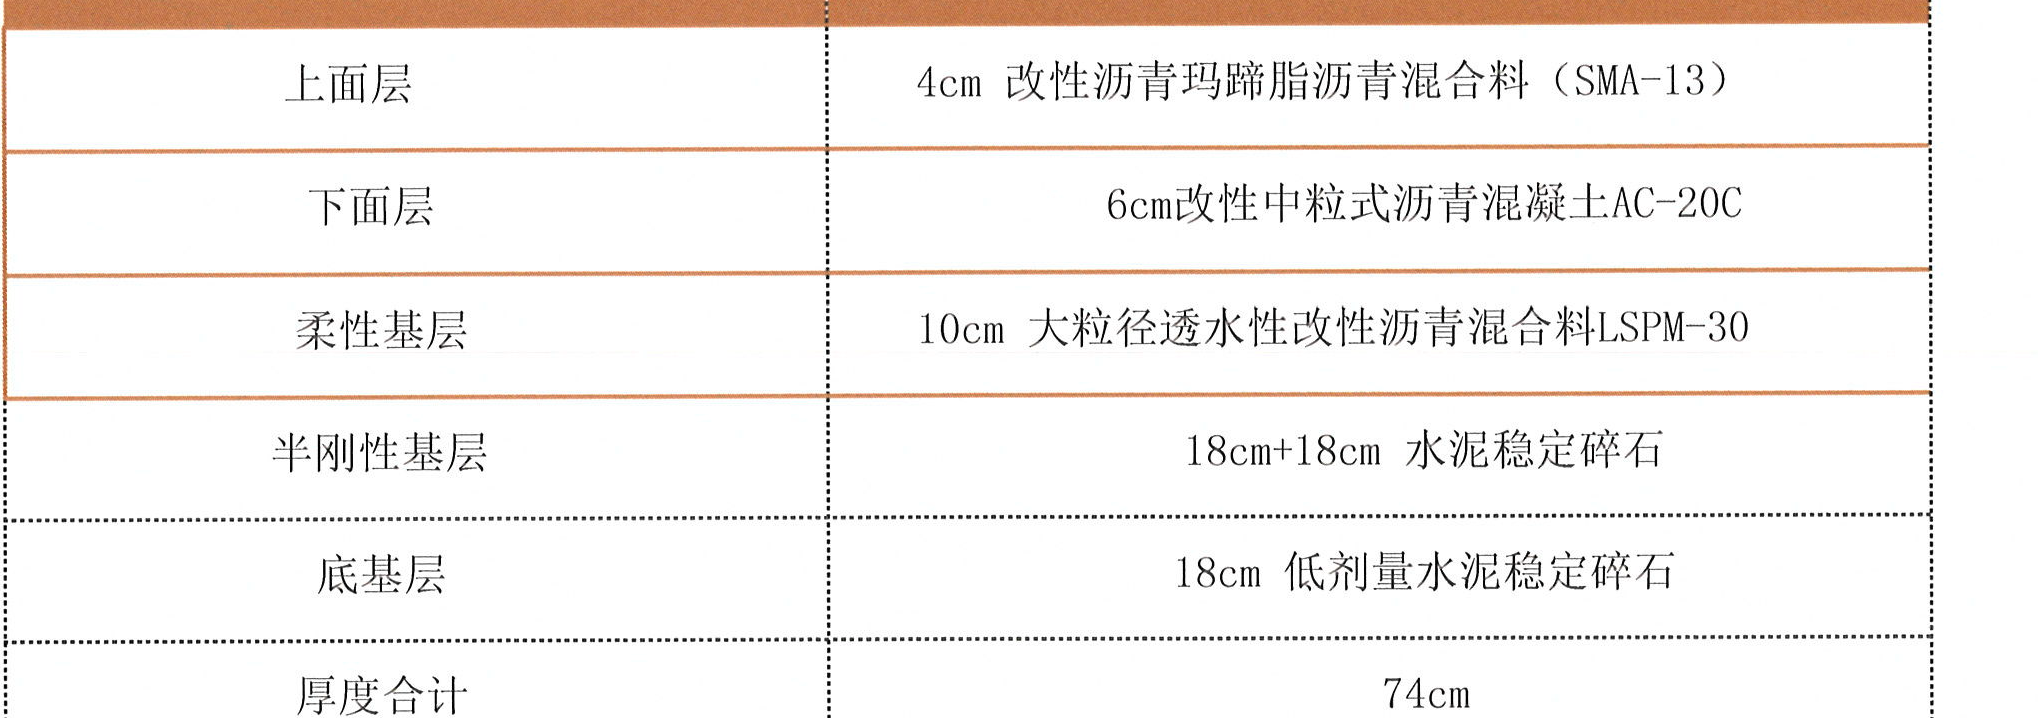 上面层 4cm 改性沥青玛蹄脂沥青混合料（SMA-13）
下面层 6cm改性中粒式沥青混凝土AC-20C
柔性基层 10cm 大粒径透水性改性沥青混合料LSPM-30
半刚性基层 18cm+18cm 水泥稳定碎石
底基层 18cm 低剂量水泥稳定碎石
厚度合计 74cm